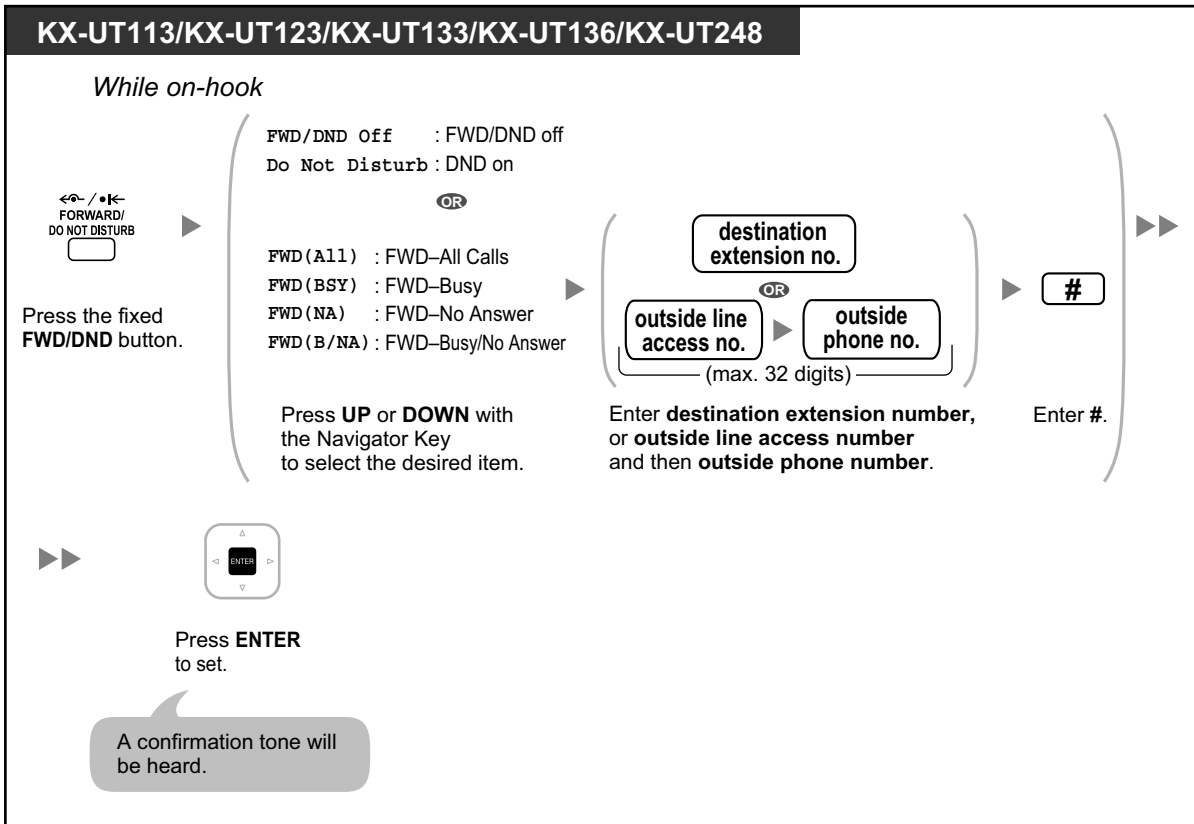 KX-UT113/KX-UT123/KX-UT133/KX-UT136/KX-UT248
While on-hook
FORWARD/
DO NOT DISTURB
Press the fixed
FWD/DND button.
FWD/DND Off : FWD/DND off
Do Not Disturb : DND on
OR
FWD(All) : FWD–All Calls
FWD(BSY) : FWD–Busy
FWD(NA) : FWD–No Answer
FWD(B/NA) : FWD–Busy/No Answer
Press UP or DOWN with
the Navigator Key
to select the desired item.
destination
extension no.
OR
outside line
access no.
outside
phone no.
(max. 32 digits)
Enter destination extension number,
or outside line access number
and then outside phone number.
#
Enter #.
ENTER
Press ENTER
to set.
A confirmation tone will
be heard.